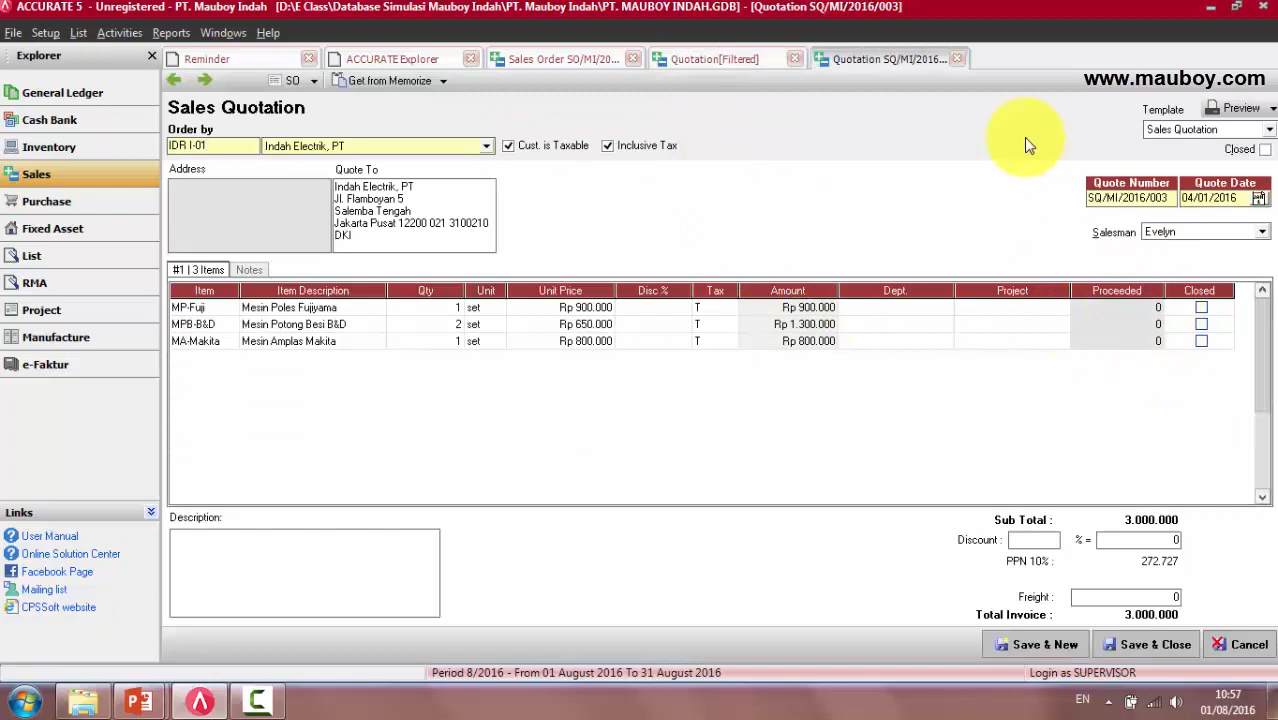 ACCURATE 5 - Unregistered - PT. Mauboy Indah [D:\E Class\Database Simulasi Mauboy Indah\PT. Mauboy Indah\PT. MAUBOY INDAH.GDB] - [Quotation SQ/MI/2016/003]
File Setup List Activities Reports Windows Help
Explorer
Reminder
ACCURATE Explorer
Sales Order SO/MI/20...
Quotation[Filtered]
Quotation SQ/MI/2016...
SO
Get from Memorize
www.mauboy.com
General Ledger
Cash Bank
Inventory
Sales
Purchase
Fixed Asset
List
RMA
Project
Manufacture
e-Faktur
Sales Quotation
Template
Preview
Sales Quotation
Closed
Order by
IDR I-01 Indah Electrik, PT
Cust. is Taxable
Inclusive Tax
Address
Quote To
Indah Electrik, PT
Jl. Flamboyan 5
Salemba Tengah
Jakarta Pusat 12200 021 3100210
DKI
Quote Number Quote Date
SQ/MI/2016/003 04/01/2016
Salesman Evelyn
#1 | 3 Items Notes
Item Item Description Qty Unit Unit Price Disc % Tax Amount Dept. Project Proceeded Closed
MP-Fuji Mesin Poles Fujiyama 1 set Rp 900.000 T Rp 900.000 0
MPB-B&D Mesin Potong Besi B&D 2 set Rp 650.000 T Rp 1.300.000 0
MA-Makita Mesin Amplas Makita 1 set Rp 800.000 T Rp 800.000 0
Links
User Manual
Online Solution Center
Facebook Page
Mailing list
CPSSoft website
Description:
Sub Total : 3.000.000
Discount : % = 0
PPN 10% : 272.727
Freight : 0
Total Invoice : 3.000.000
Save & New
Save & Close
Cancel
Period 8/2016 - From 01 August 2016 To 31 August 2016
Login as SUPERVISOR
EN
10:57
01/08/2016